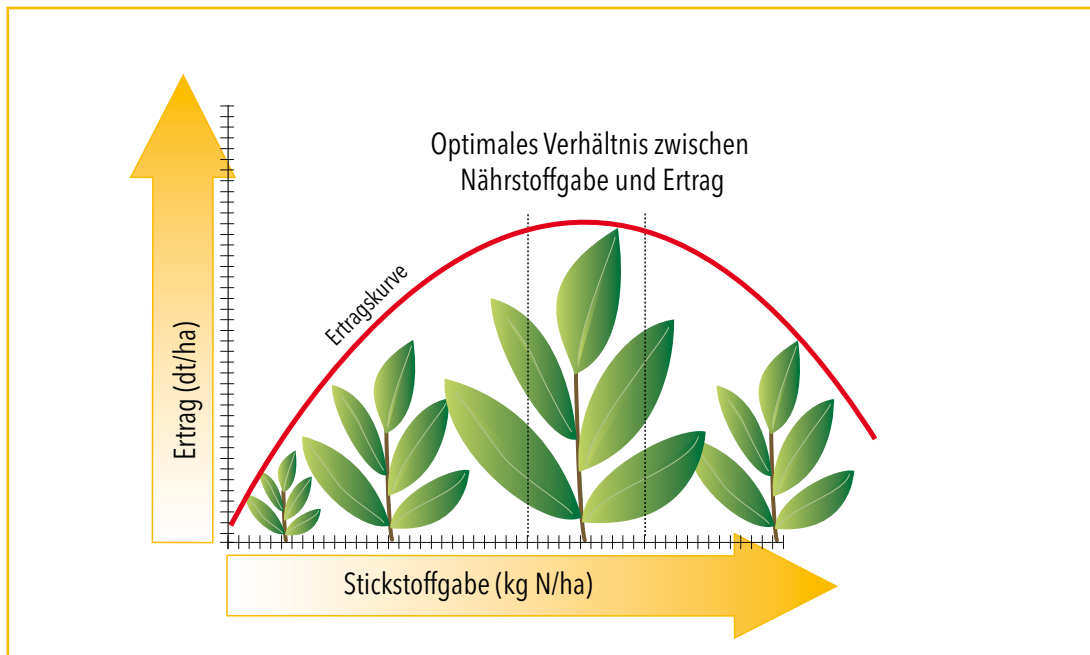 Optimales Verhältnis zwischen
Nährstoffgabe und Ertrag
Ertragskurve
Ertrag (dt/ha)
Stickstoffgabe (kg N/ha)